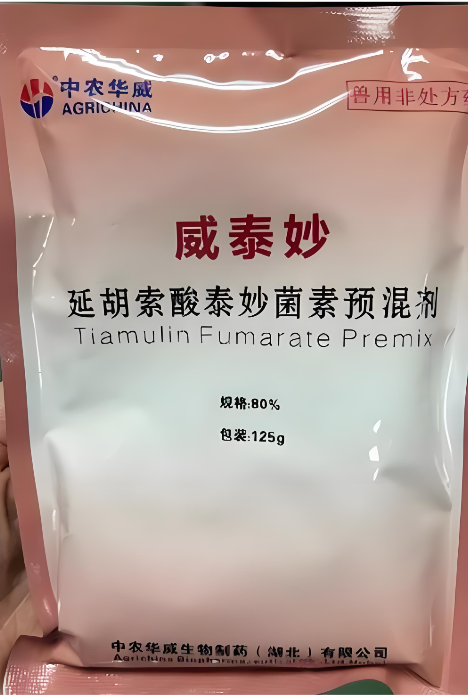 中农华威
AGRICHINA
兽用非处方药
威泰妙
延胡索酸泰妙菌素预混剂
Tiamulin Fumarate Premix
规格:80%
包装:125g
中农华威生物制药（湖北）有限公司